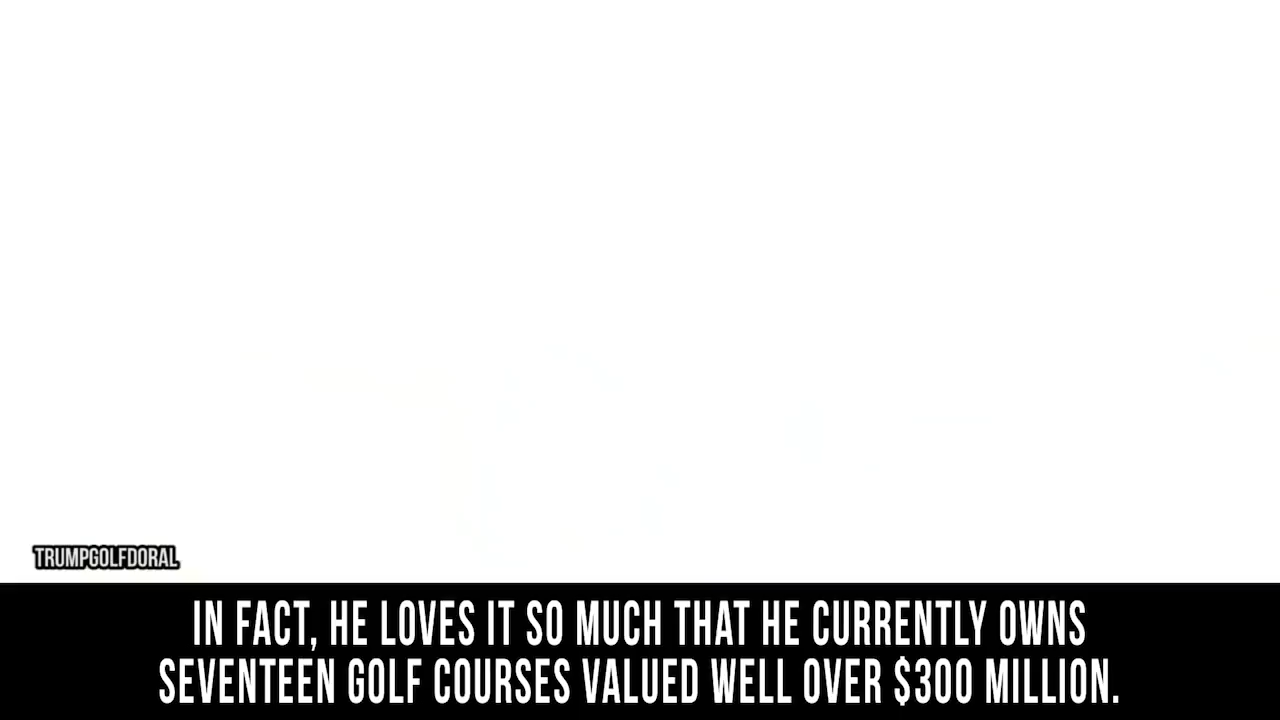 TRUMPGOLFDORAL
IN FACT, HE LOVES IT SO MUCH THAT HE CURRENTLY OWNS
SEVENTEEN GOLF COURSES VALUED WELL OVER $300 MILLION.